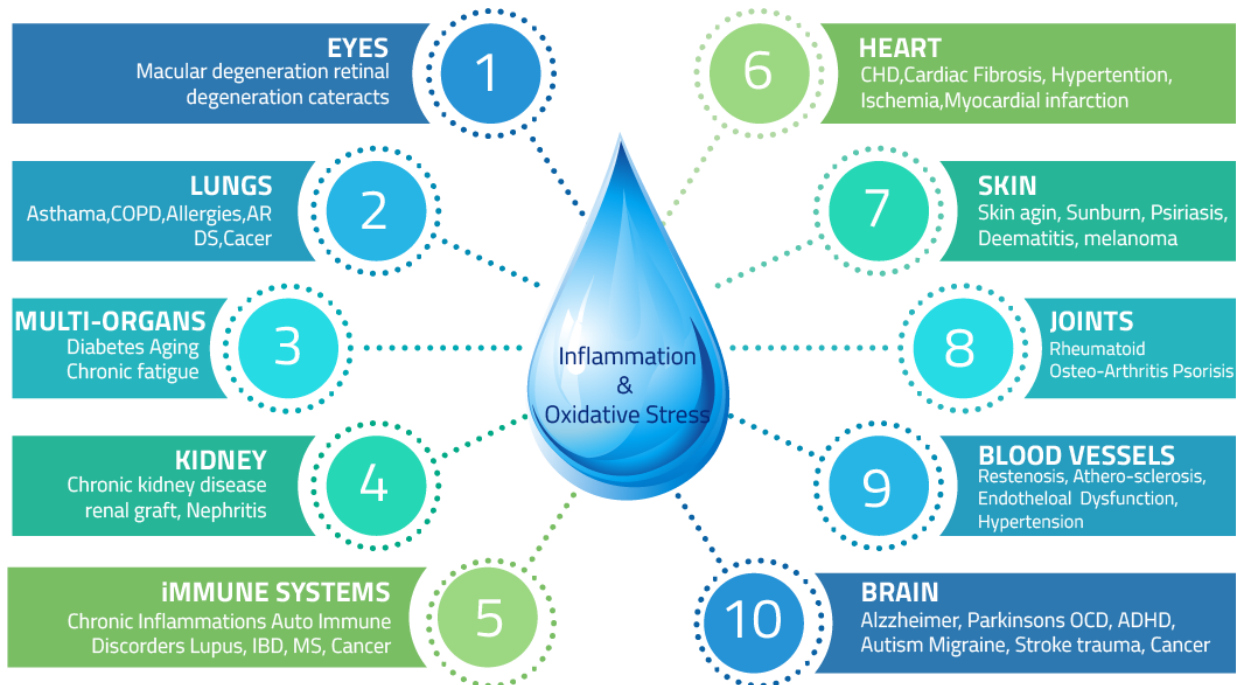 1
EYES
Macular degeneration retinal
degeneration cateracts
2
LUNGS
Asthama,COPD,Allergies,AR
DS,Cacer
3
MULTI-ORGANS
Diabetes Aging
Chronic fatigue
4
KIDNEY
Chronic kidney disease
renal graft, Nephritis
5
iMMUNE SYSTEMS
Chronic Inflammations Auto Immune
Discorders Lupus, IBD, MS, Cancer
Inflammation
&
Oxidative Stress
6
HEART
CHD,Cardiac Fibrosis, Hypertention,
Ischemia,Myocardial infarction
7
SKIN
Skin agin, Sunburn, Psiriasis,
Deematitis, melanoma
8
JOINTS
Rheumatoid
Osteo-Arthritis Psorisis
9
BLOOD VESSELS
Restenosis, Athero-sclerosis,
Endotheloal Dysfunction,
Hypertension
10
BRAIN
Alzzheimer, Parkinsons OCD, ADHD,
Autism Migraine, Stroke trauma, Cancer